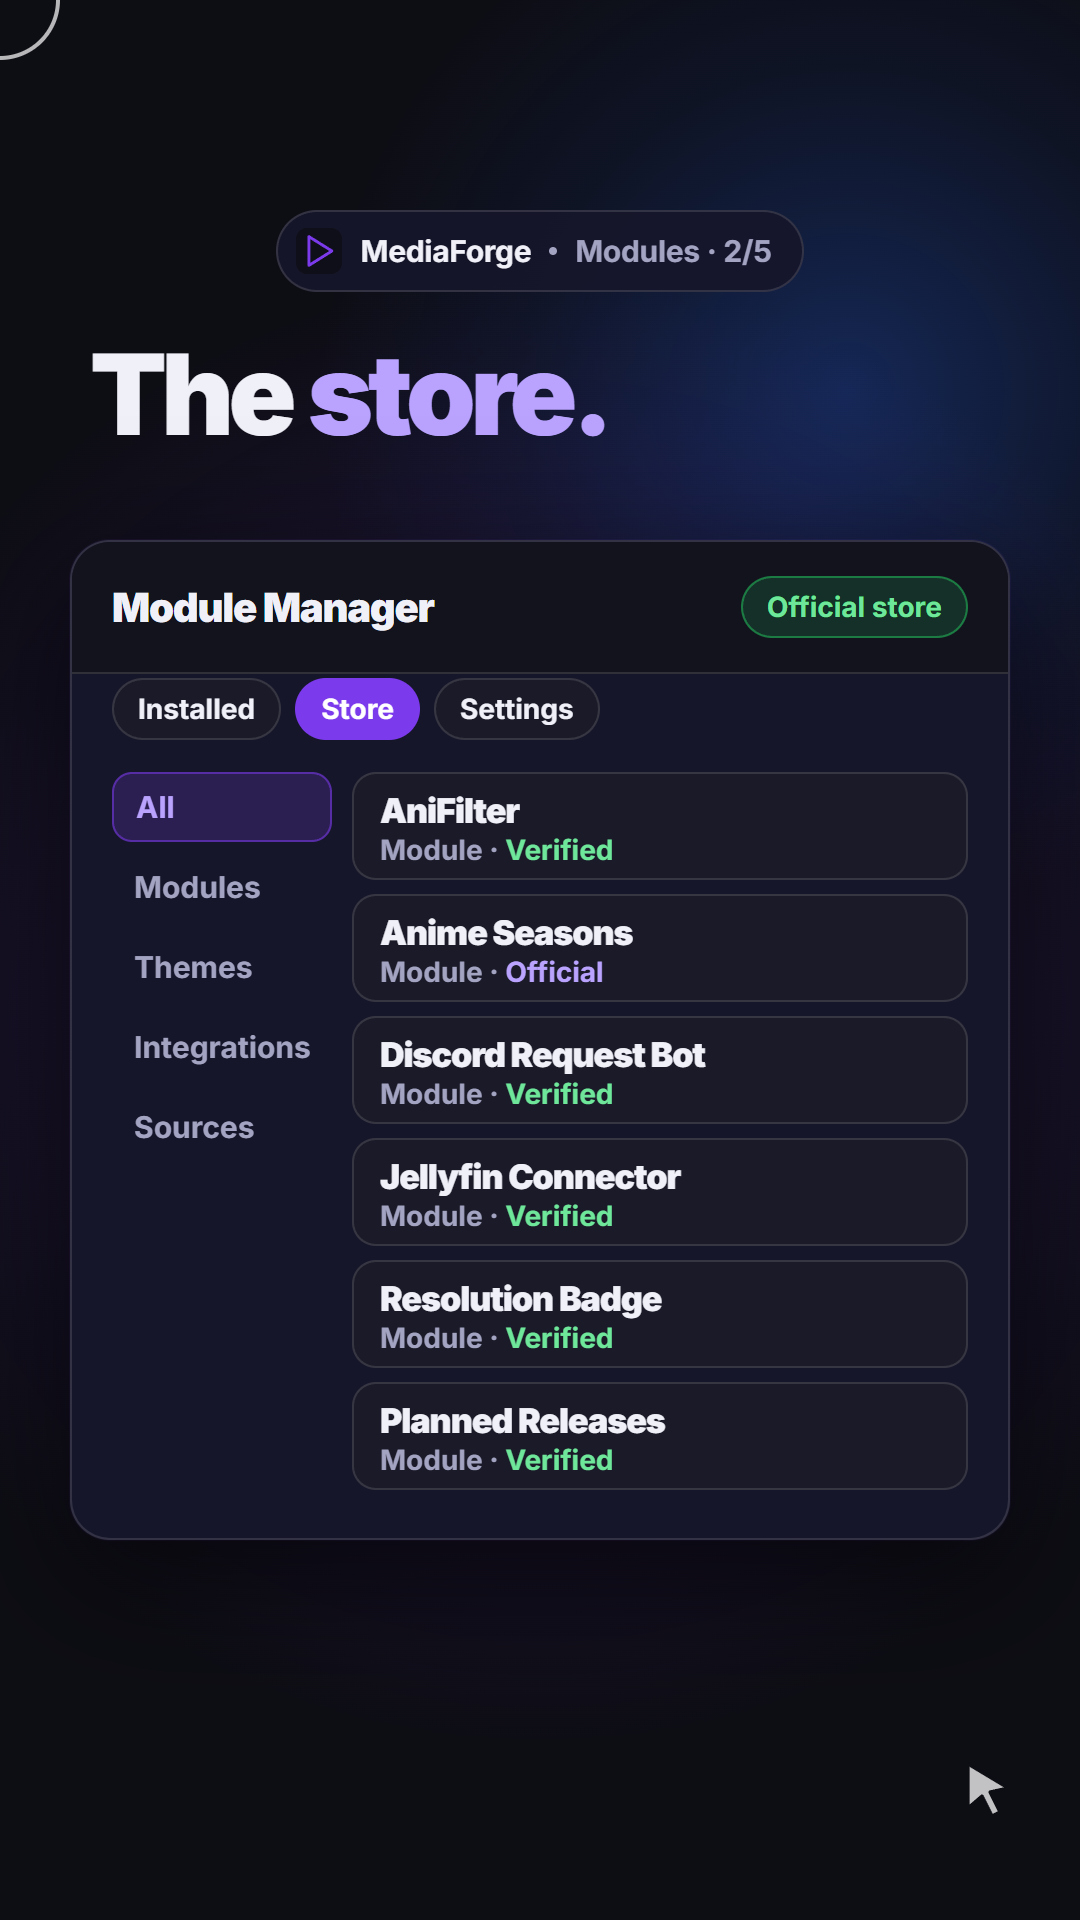 MediaForge • Modules · 2/5
The store.
Module Manager
Official store
Installed
Store
Settings
All
Modules
Themes
Integrations
Sources
AniFilter
Module · Verified
Anime Seasons
Module · Official
Discord Request Bot
Module · Verified
Jellyfin Connector
Module · Verified
Resolution Badge
Module · Verified
Planned Releases
Module · Verified